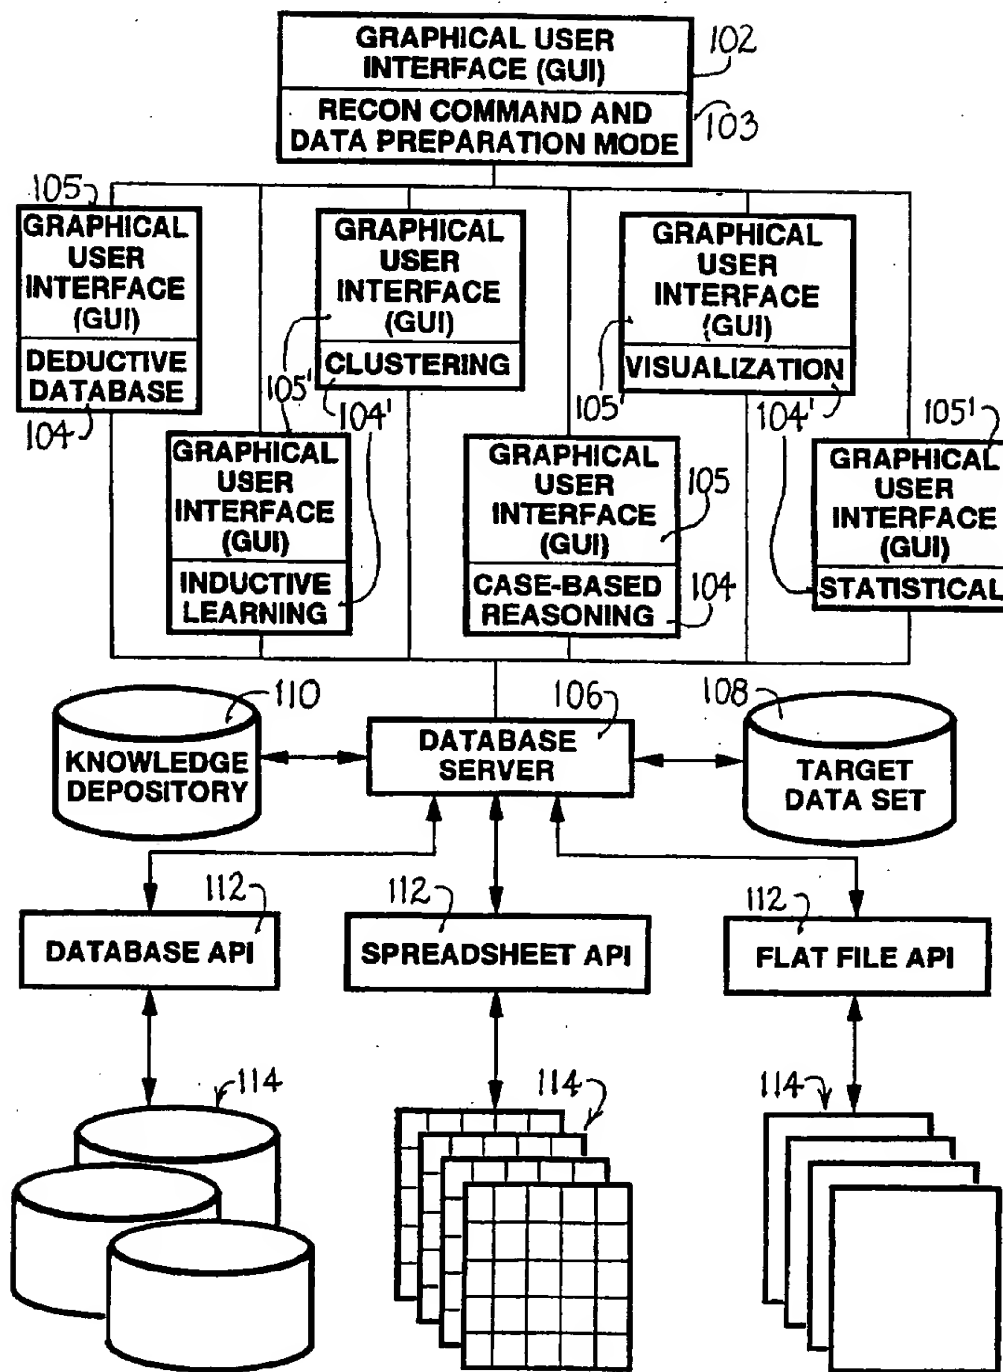 GRAPHICAL USER
INTERFACE (GUI)
102
RECON COMMAND AND
DATA PREPARATION MODE
103
105
GRAPHICAL
USER
INTERFACE
(GUI)
DEDUCTIVE
DATABASE
104
GRAPHICAL
USER
INTERFACE
(GUI)
CLUSTERING
105'
104'
GRAPHICAL
USER
INTERFACE
(GUI)
VISUALIZATION
105'
104'
GRAPHICAL
USER
INTERFACE
(GUI)
INDUCTIVE
LEARNING
105'
104'
GRAPHICAL
USER
INTERFACE
(GUI)
CASE-BASED
REASONING
105
104
105'
GRAPHICAL
USER
INTERFACE
(GUI)
STATISTICAL
110
KNOWLEDGE
DEPOSITORY
106
DATABASE
SERVER
108
TARGET
DATA SET
112
DATABASE API
112
SPREADSHEET API
112
FLAT FILE API
114
114
114